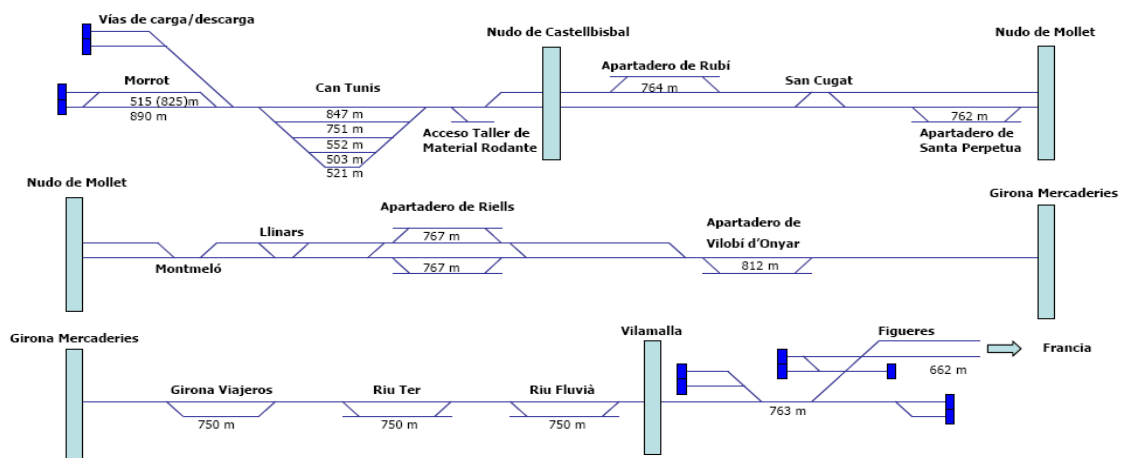 Vías de carga/descarga
Nudo de Castellbisbal
Nudo de Mollet
Morrot
Can Tunis
Apartadero de Rubí
San Cugat
515 (825)m
890 m
847 m
751 m
552 m
503 m
521 m
Acceso Taller de
Material Rodante
764 m
762 m
Apartadero de
Santa Perpetua
Nudo de Mollet
Girona Mercaderies
Llinars
Apartadero de Riells
Apartadero de
Vilobí d'Onyar
767 m
767 m
812 m
Montmeló
Girona Mercaderies
Vilamalla
Figueres
Francia
Girona Viajeros
Riu Ter
Riu Fluvià
662 m
763 m
750 m
750 m
750 m